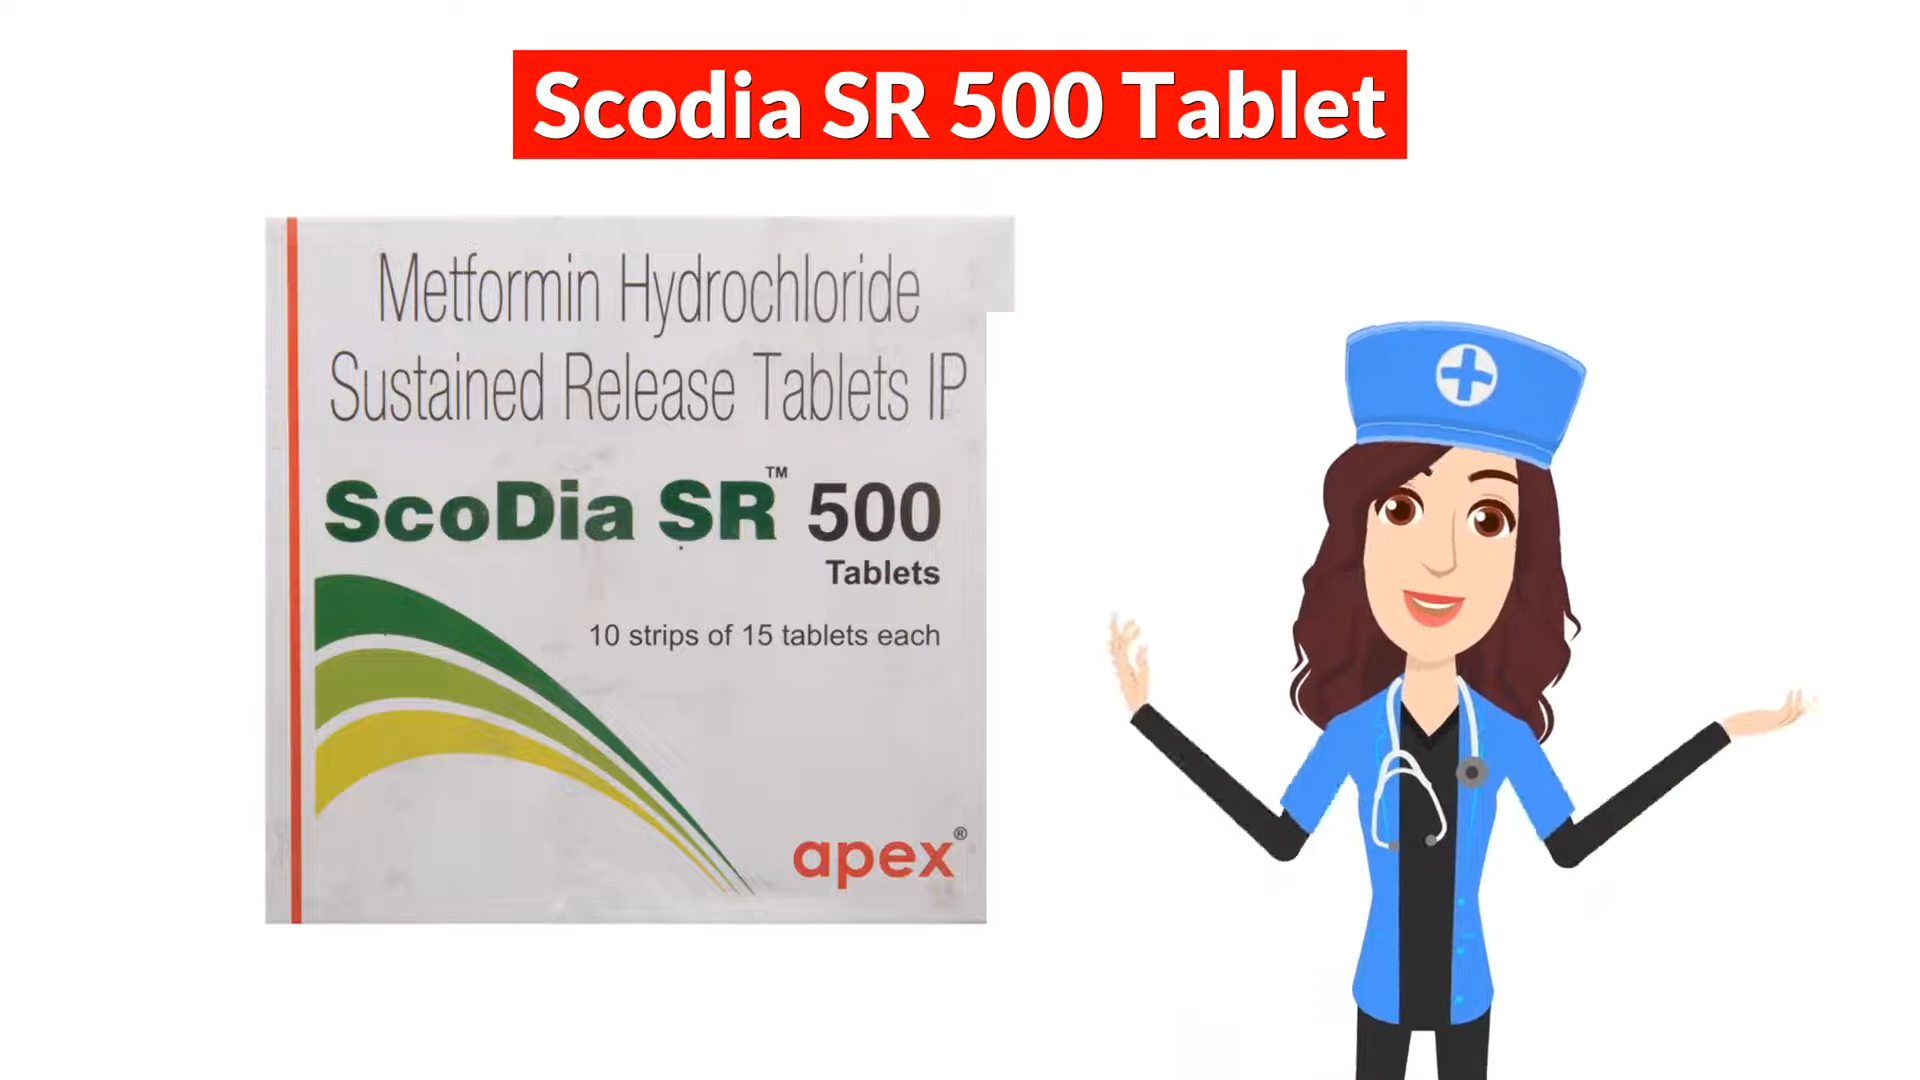 Scodia SR 500 Tablet
Metformin Hydrochloride
Sustained Release Tablets IP
ScoDia SR™ 500
Tablets
10 strips of 15 tablets each
apex®